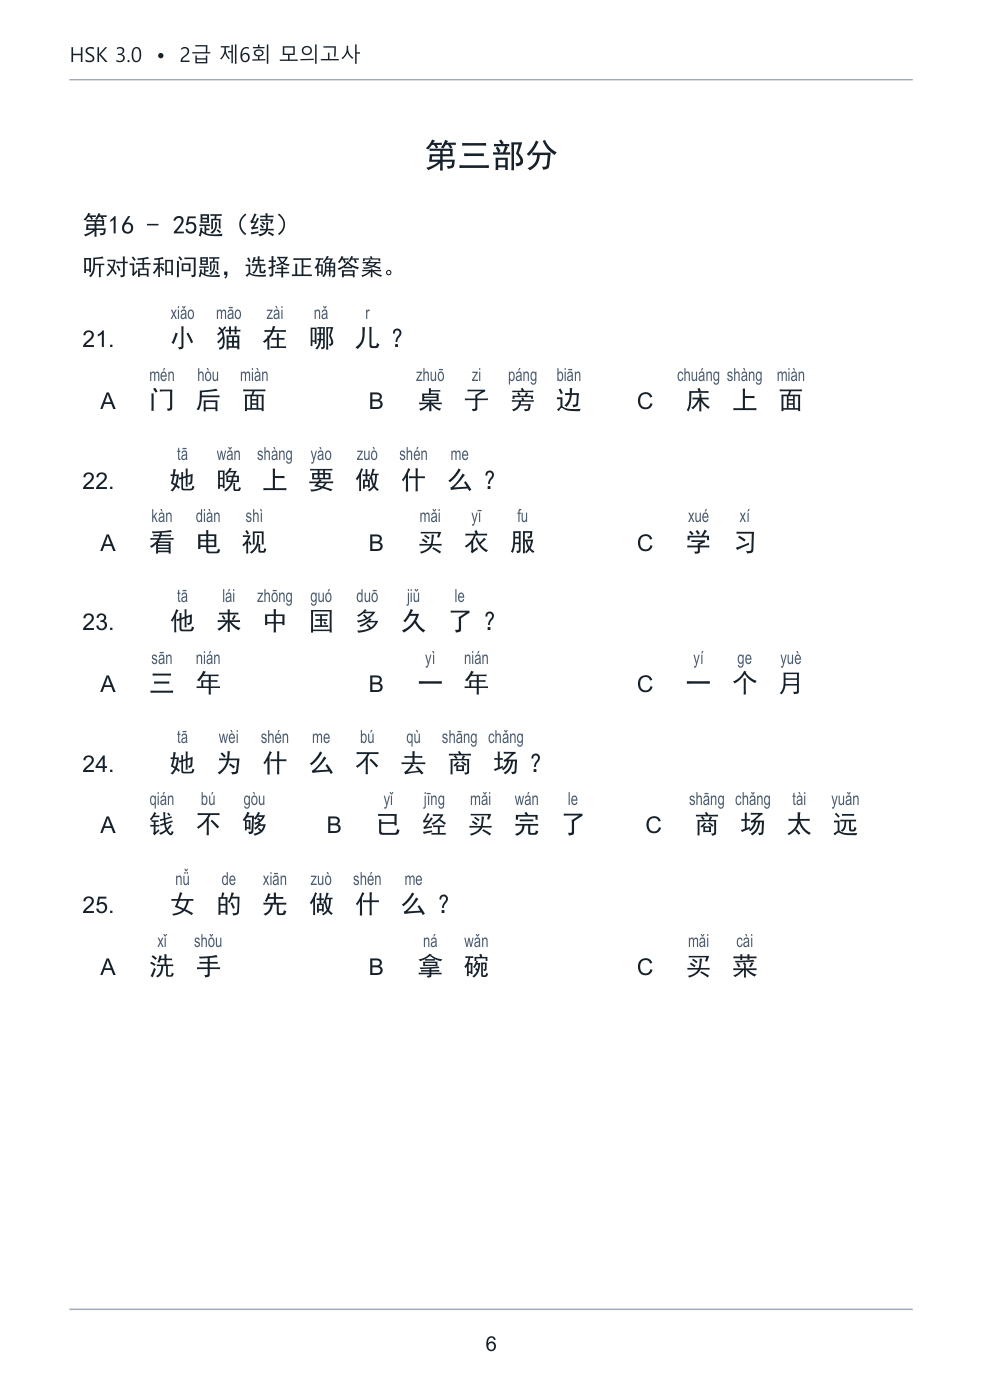 HSK 3.0 • 2급 제6회 모의고사
第三部分
第16 - 25题（续）
听对话和问题，选择正确答案。
xiǎo māo zài nǎ r
21. 小 猫 在 哪 儿 ?
mén hòu miàn zhuō zi páng biān chuáng shàng miàn
A 门 后 面 B 桌 子 旁 边 C 床 上 面
tā wǎn shàng yào zuò shén me
22. 她 晚 上 要 做 什 么 ?
kàn diàn shì mǎi yī fu xué xí
A 看 电 视 B 买 衣 服 C 学 习
tā lái zhōng guó duō jiǔ le
23. 他 来 中 国 多 久 了 ?
sān nián yì nián yí ge yuè
A 三 年 B 一 年 C 一 个 月
tā wèi shén me bú qù shāng chǎng
24. 她 为 什 么 不 去 商 场 ?
qián bú gòu yǐ jīng mǎi wán le shāng chǎng tài yuǎn
A 钱 不 够 B 已 经 买 完 了 C 商 场 太 远
nǚ de xiān zuò shén me
25. 女 的 先 做 什 么 ?
xǐ shǒu ná wǎn mǎi cài
A 洗 手 B 拿 碗 C 买 菜
6